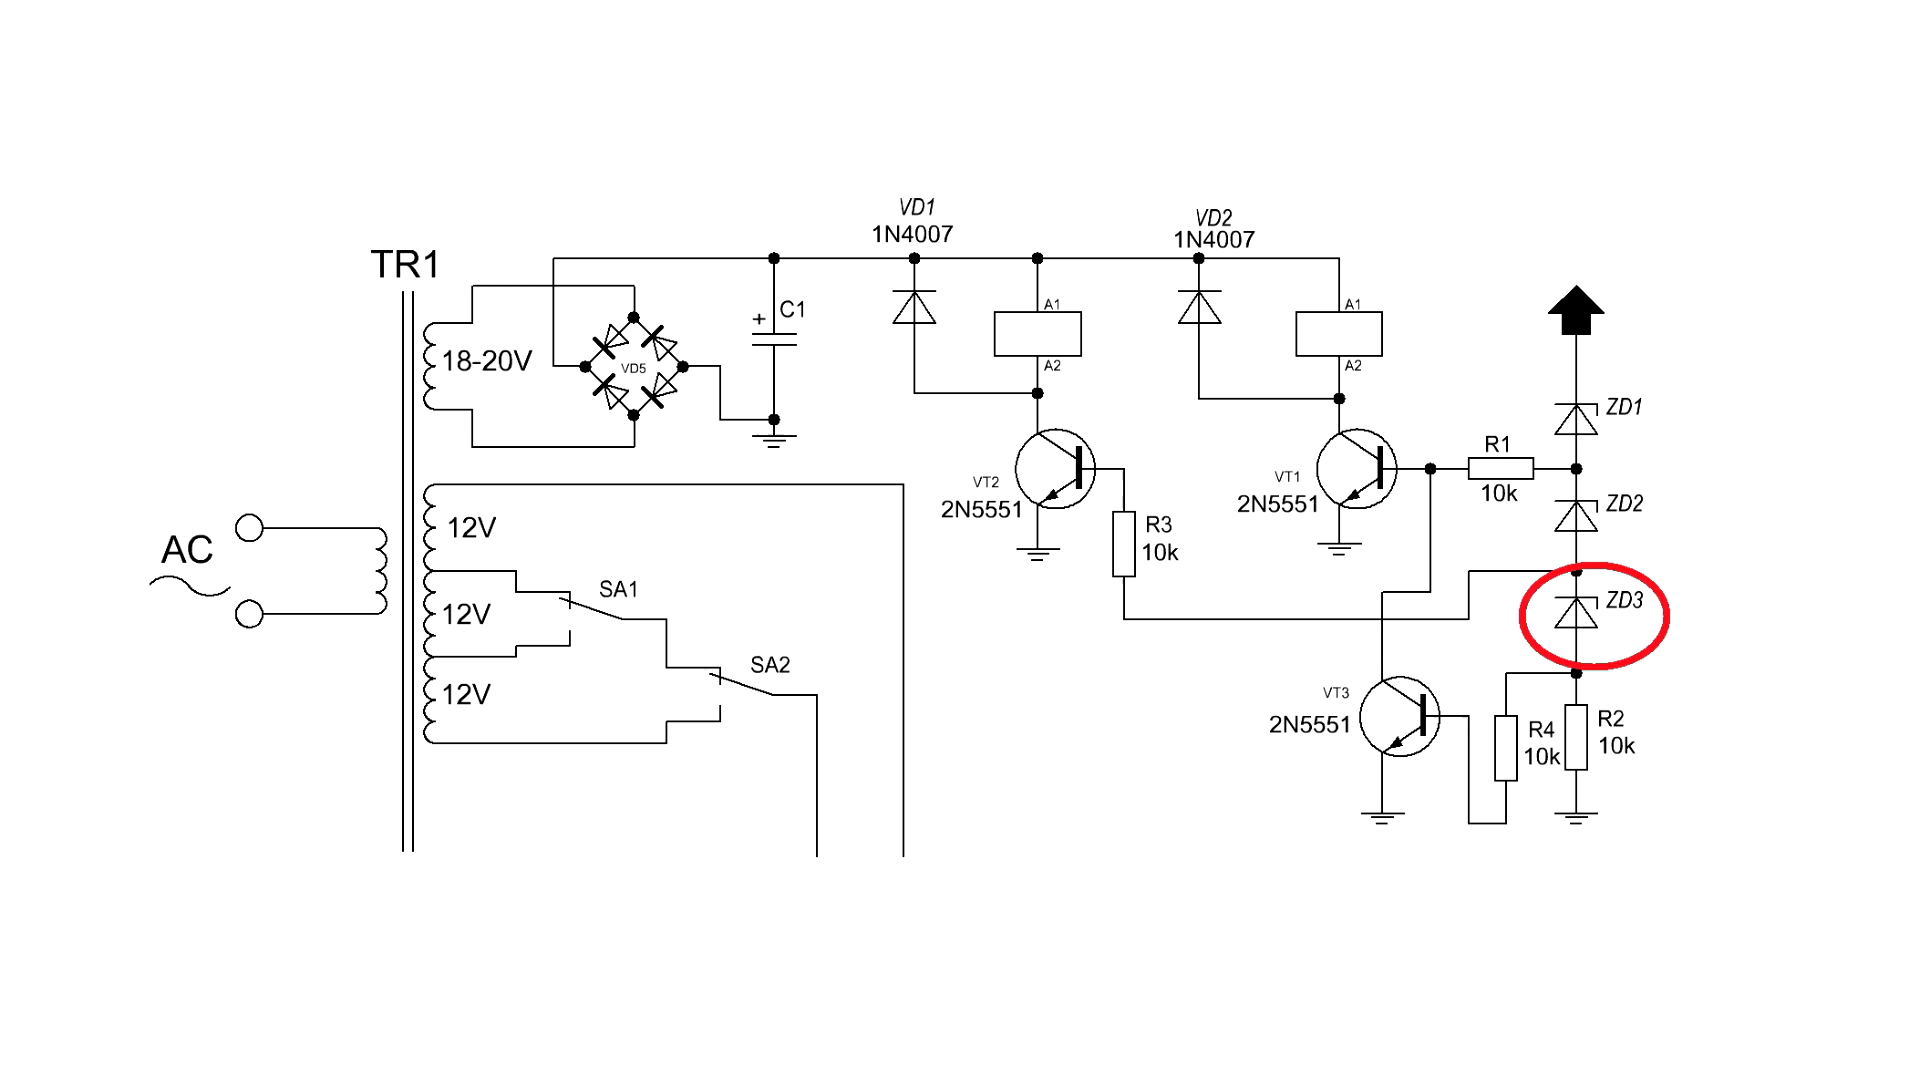 TR1
18-20V
VD5
+
C1
VD1
1N4007
VD2
1N4007
A1
A2
A1
A2
VT2
2N5551
R3
10k
VT1
2N5551
R1
10k
ZD1
ZD2
ZD3
AC
12V
12V
12V
SA1
SA2
VT3
2N5551
R4
10k
R2
10k